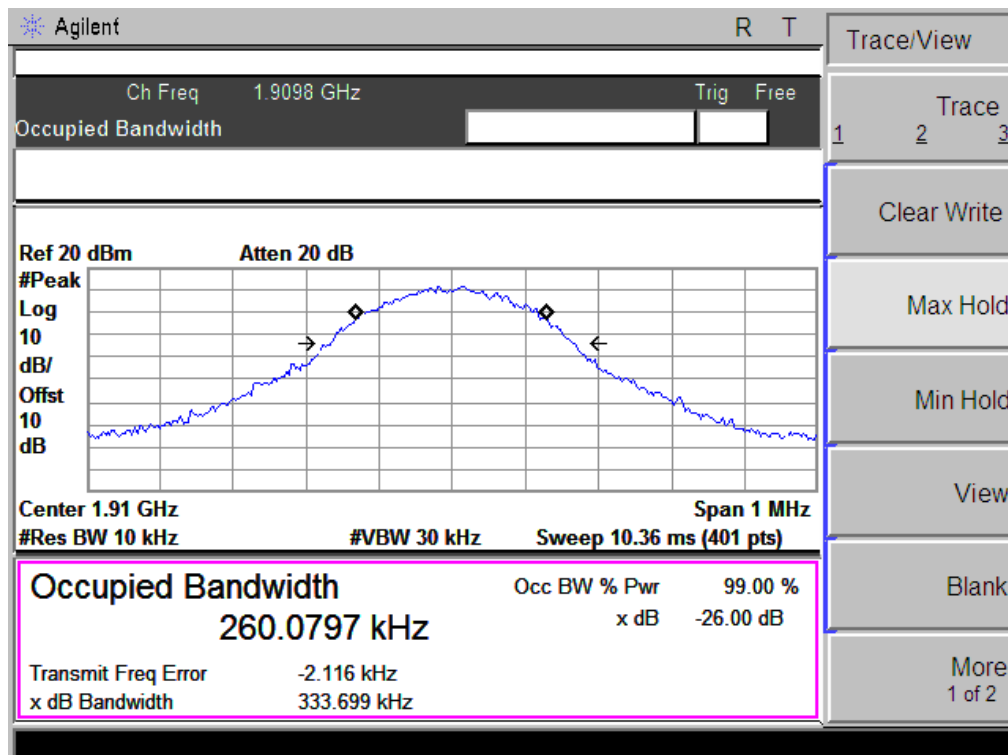 Agilent R T
Trace/View
Ch Freq 1.9098 GHz Trig Free
Occupied Bandwidth
Trace
1 2 3
Clear Write
Max Hold
Min Hold
View
Blank
More
1 of 2
Ref 20 dBm Atten 20 dB
#Peak
Log
10
dB/
Offst
10
dB
Center 1.91 GHz Span 1 MHz
#Res BW 10 kHz #VBW 30 kHz Sweep 10.36 ms (401 pts)
Occupied Bandwidth Occ BW % Pwr 99.00 %
260.0797 kHz x dB -26.00 dB
Transmit Freq Error -2.116 kHz
x dB Bandwidth 333.699 kHz